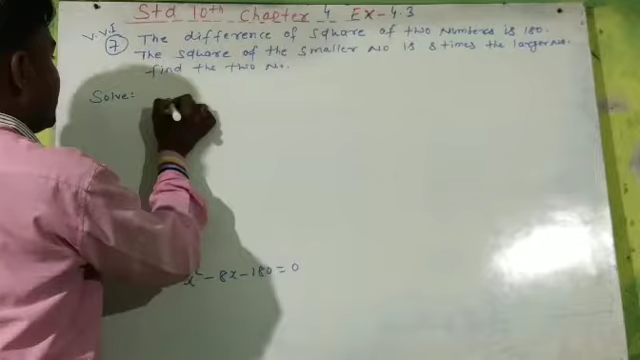 Std 10th Chapter 4 Ex-4.3
V.V.I
7 The difference of square of two numbers is 180.
The square of the smaller No is 8 times the larger No.
find the two No.
Solve:
x² - 8x - 180 = 0